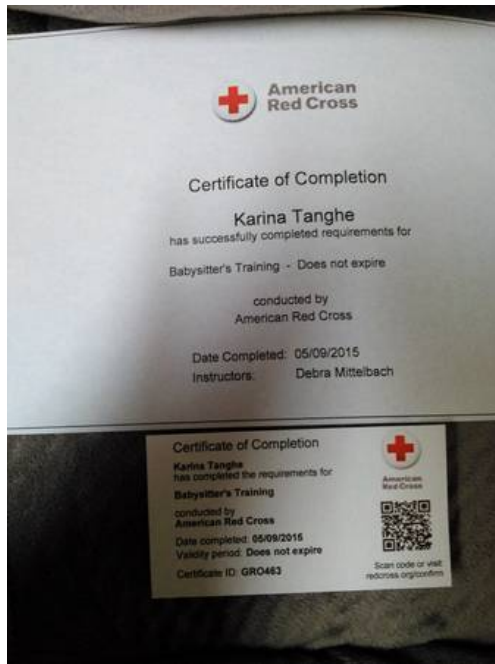 American
Red Cross
Certificate of Completion
Karina Tanghe
has successfully completed requirements for
Babysitter's Training - Does not expire
conducted by
American Red Cross
Date Completed: 05/09/2015
Instructors: Debra Mittelbach
Certificate of Completion
Karina Tanghe
has completed the requirements for
Babysitter's Training
conducted by
American Red Cross
Date completed: 05/09/2015
Validity period: Does not expire
Certificate ID: GRO463
American
Red Cross
Scan code or visit:
redcross.org/confirm